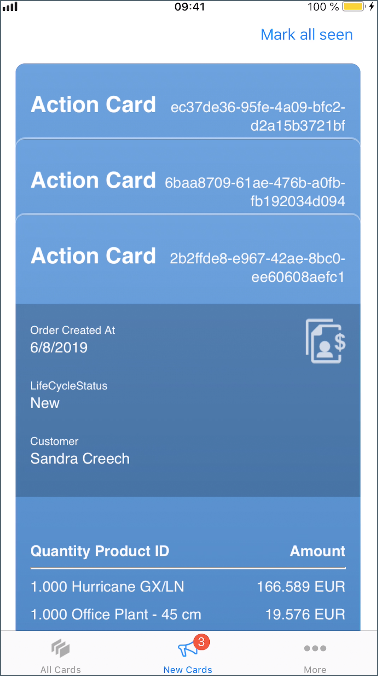 09:41 100 %
Mark all seen
Action Card ec37de36-95fe-4a09-bfc2-
d2a15b3721bf
Action Card 6baa8709-61ae-476b-a0fb-
fb192034d094
Action Card 2b2ffde8-e967-42ae-8bc0-
ee60608aefc1
Order Created At
6/8/2019
$
LifeCycleStatus
New
Customer
Sandra Creech
Quantity Product ID Amount
1.000 Hurricane GX/LN 166.589 EUR
1.000 Office Plant - 45 cm 19.576 EUR
3
All Cards New Cards More